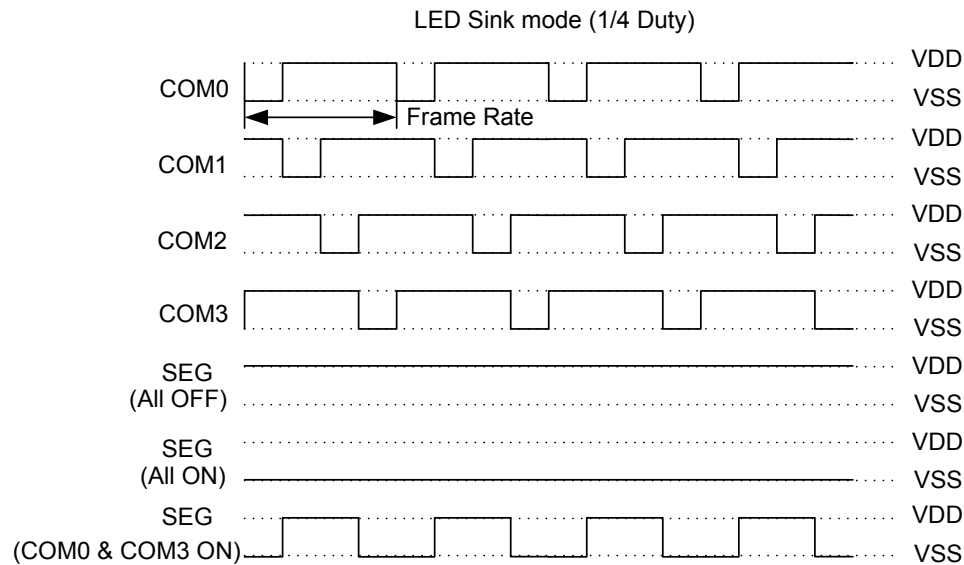 LED Sink mode (1/4 Duty)
VDD
COM0
VSS
Frame Rate
VDD
COM1
VSS
VDD
COM2
VSS
VDD
COM3
VSS
VDD
SEG
(All OFF)
VSS
VDD
SEG
(All ON)
VSS
VDD
SEG
(COM0 & COM3 ON)
VSS